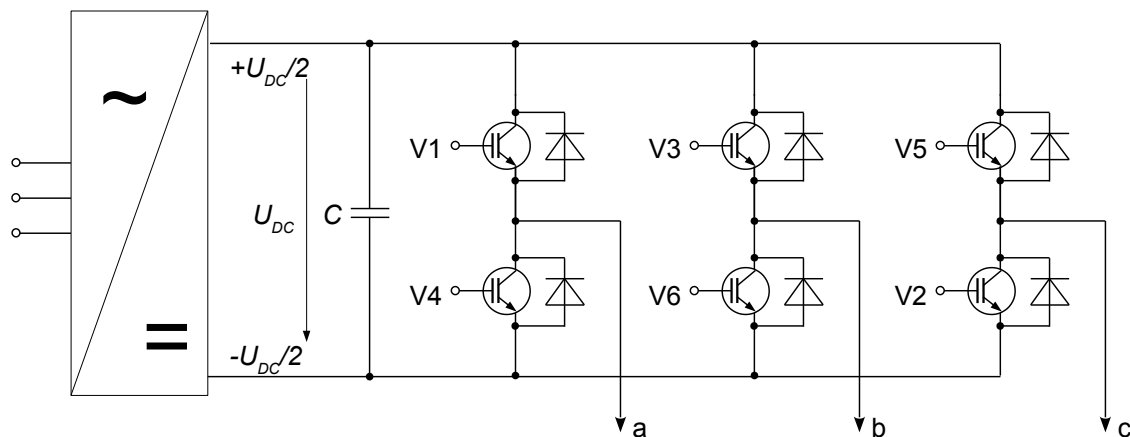 ~
+U_DC/2
V1 V3 V5
U_DC C
V4 V6 V2
=
-U_DC/2
a b c